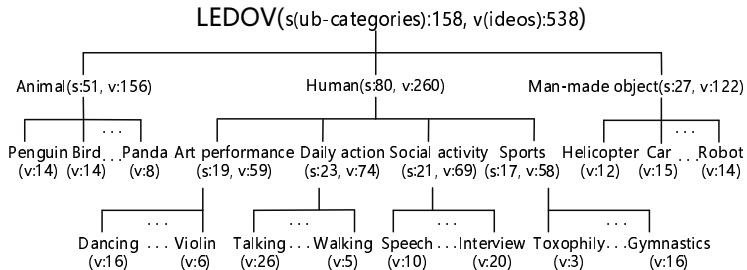 LEDOV(s(ub-categories):158, v(ideos):538)
Animal(s:51, v:156) Human(s:80, v:260) Man-made object(s:27, v:122)
... ...
Penguin Bird ... Panda Art performance Daily action Social activity Sports Helicopter Car ... Robot
(v:14) (v:14) (v:8) (s:19, v:59) (s:23, v:74) (s:21, v:69) (s:17, v:58) (v:12) (v:15) (v:14)
... ... ... ...
Dancing ... Violin Talking ... Walking Speech ... Interview Toxophily ... Gymnastics
(v:16) (v:6) (v:26) (v:5) (v:10) (v:20) (v:3) (v:16)